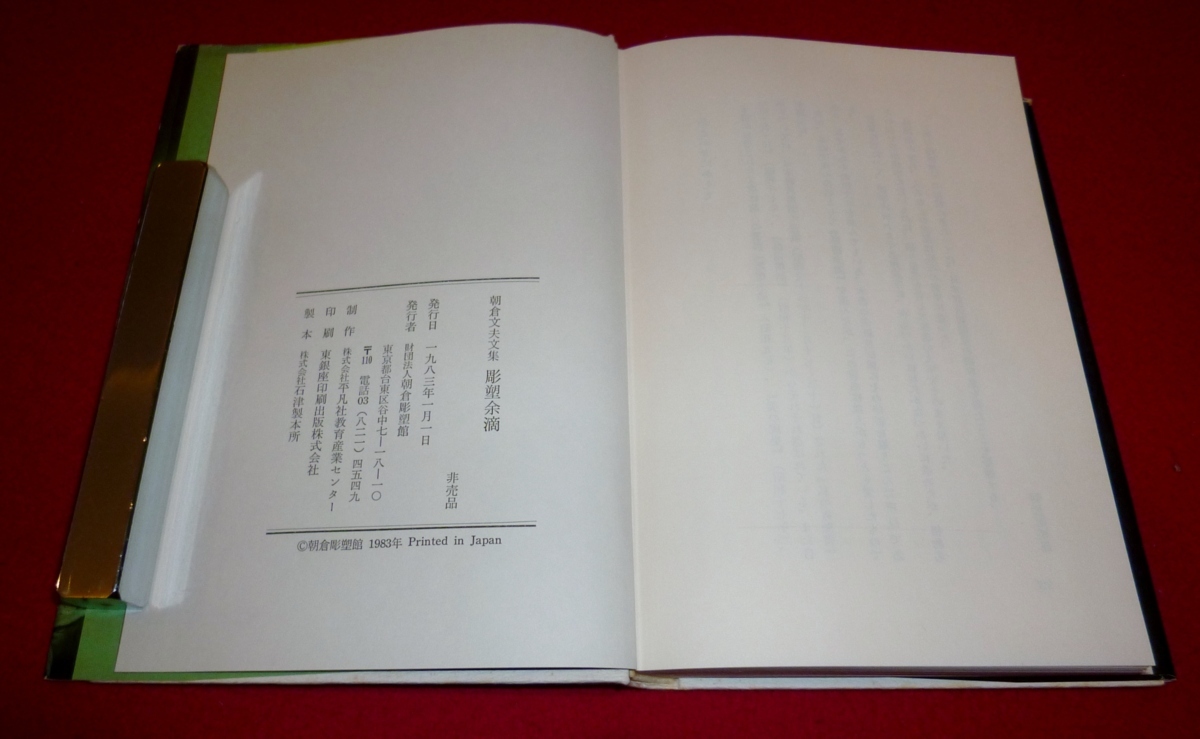 朝倉文夫文集 彫塑余滴
非売品
発行日 一九八三年一月一日
発行者 財団法人朝倉彫塑館
東京都台東区谷中七―一八―一〇
〒110 電話03(八二一)四五四九
制作 株式会社平凡社教育産業センター
印刷 東銀座印刷出版株式会社
製本 株式会社石津製本所
©朝倉彫塑館 1983年 Printed in Japan